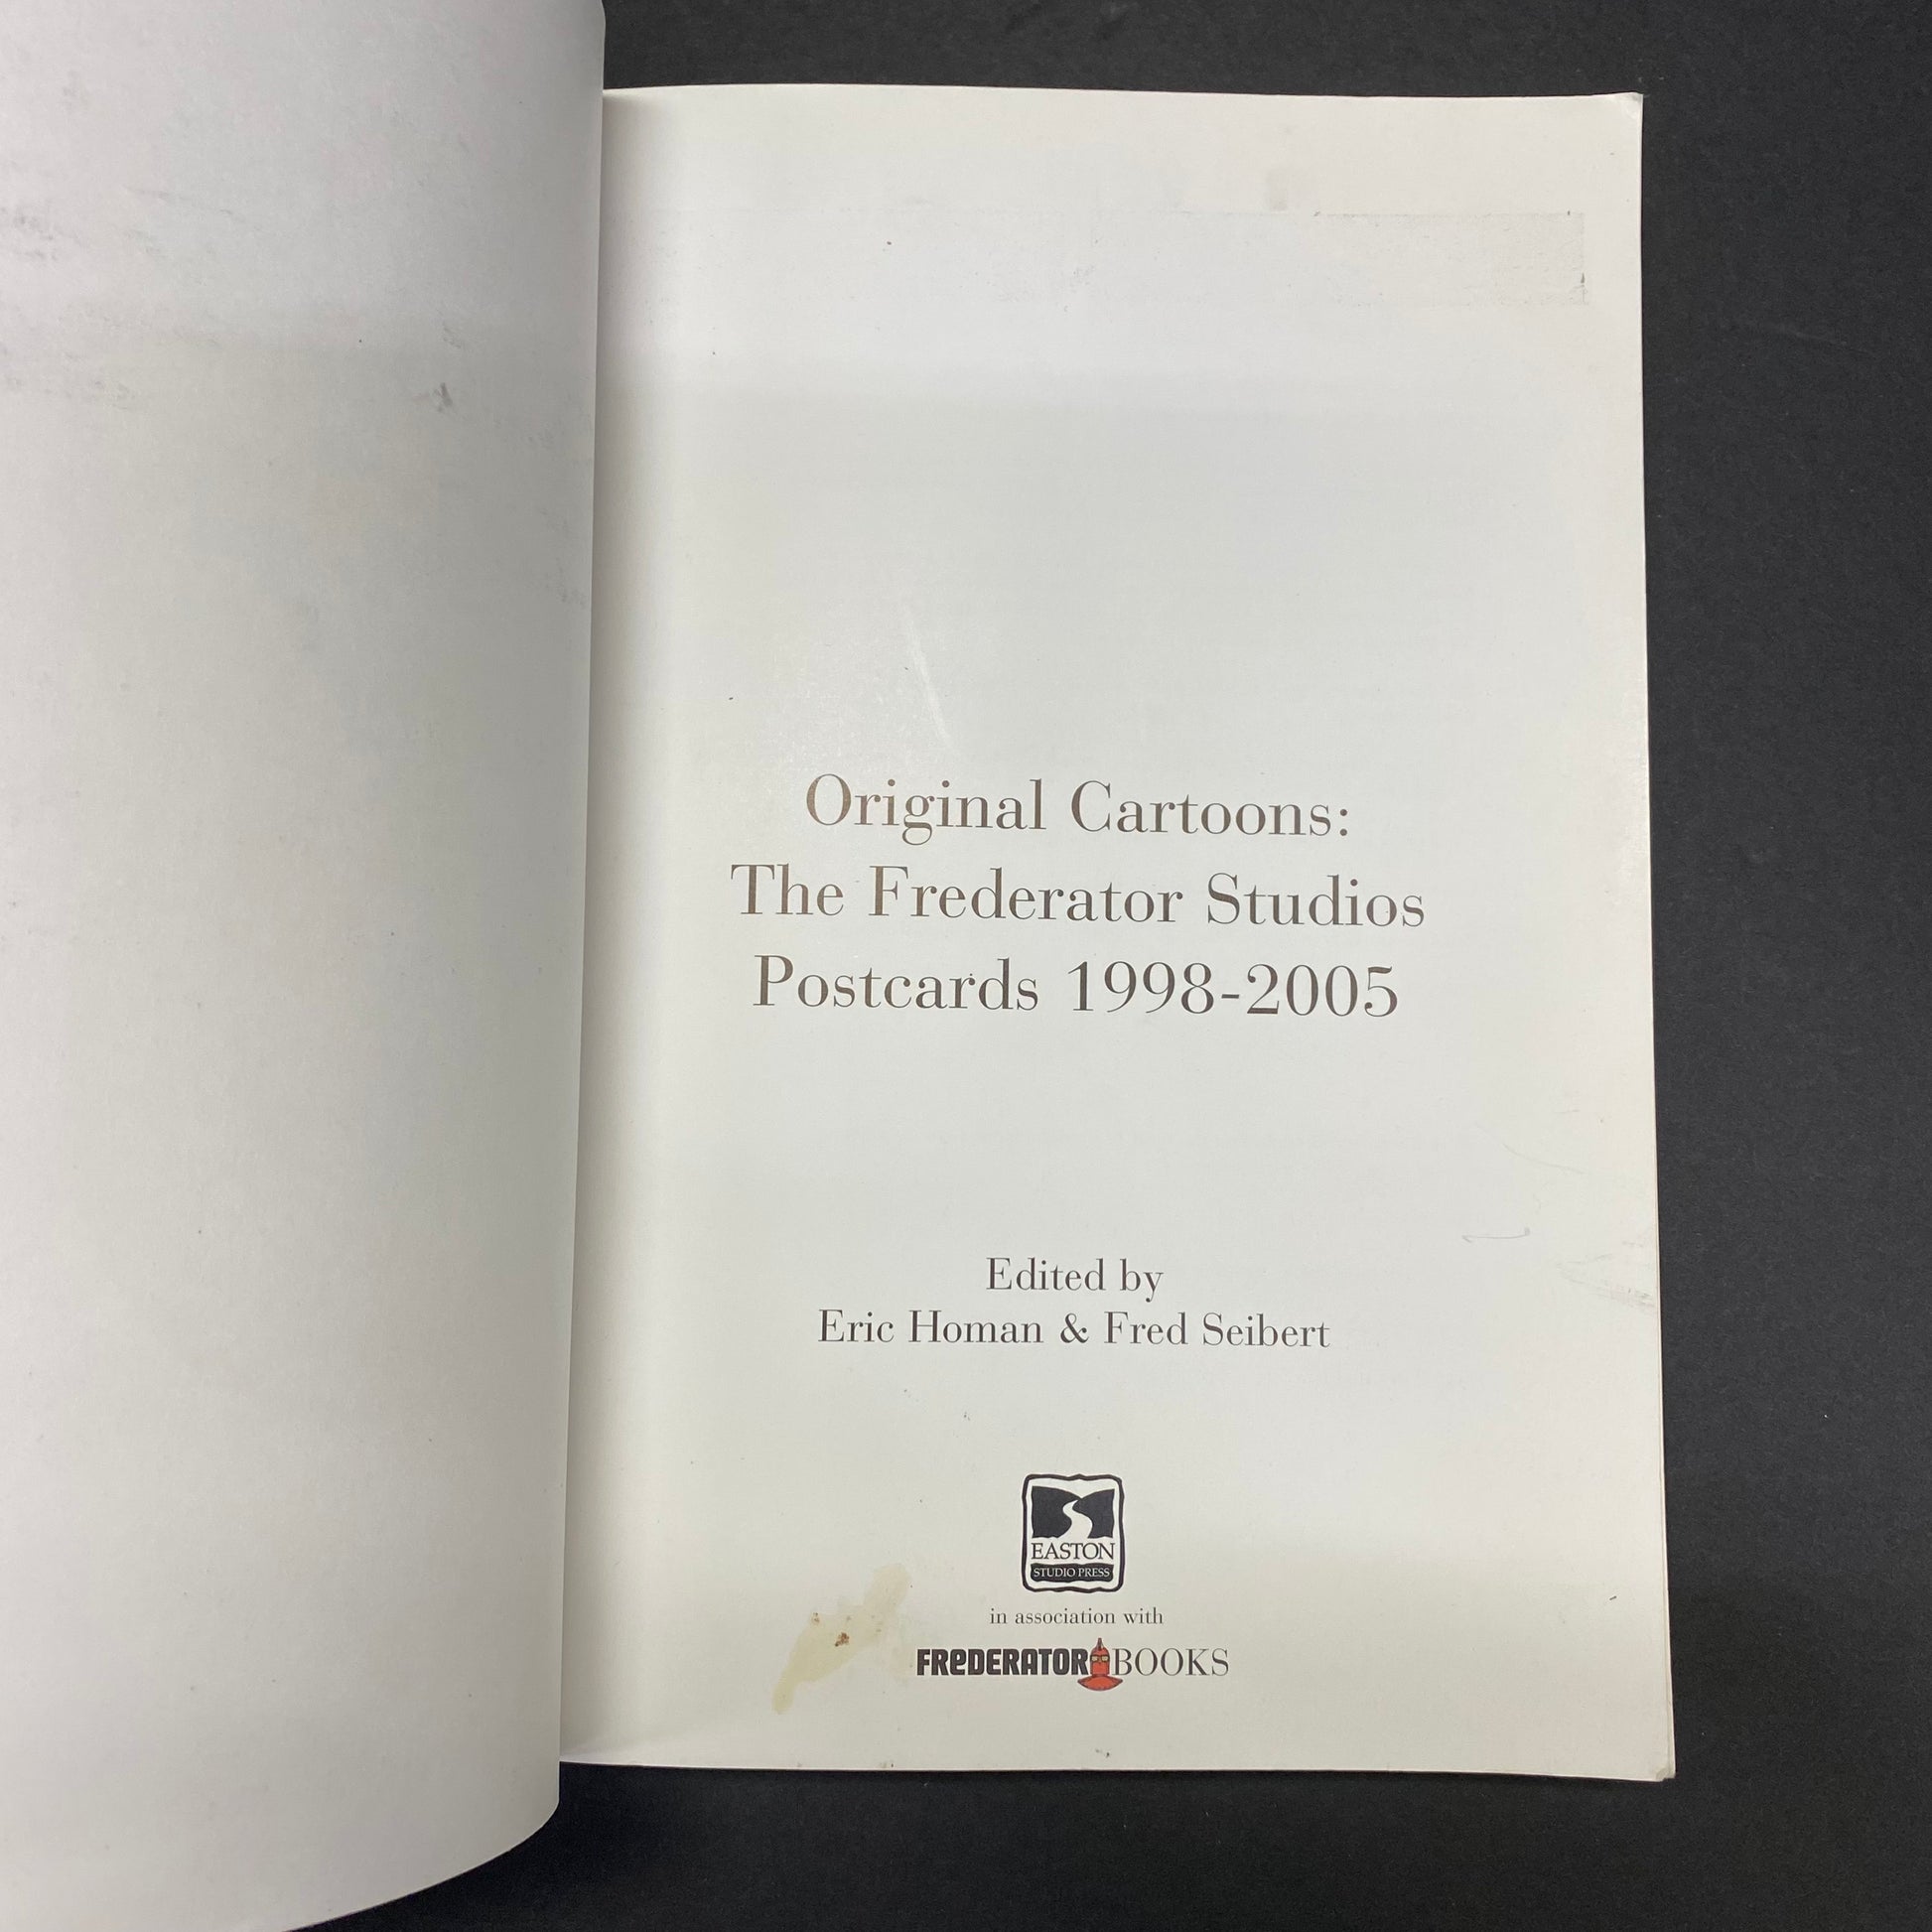 Original Cartoons:
The Frederator Studios
Postcards 1998-2005
Edited by
Eric Homan & Fred Seibert
EASTON
STUDIO PRESS
in association with
FReDERATOR BOOKS